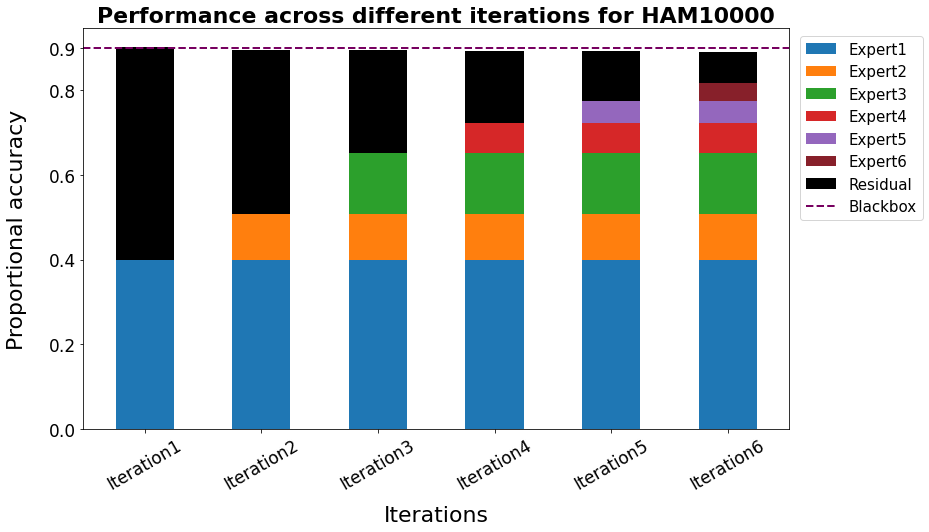 Performance across different iterations for HAM10000
Proportional accuracy
0.9
0.8
0.6
0.4
0.2
0.0
Iteration1
Iteration2
Iteration3
Iteration4
Iteration5
Iteration6
Iterations
Expert1
Expert2
Expert3
Expert4
Expert5
Expert6
Residual
Blackbox